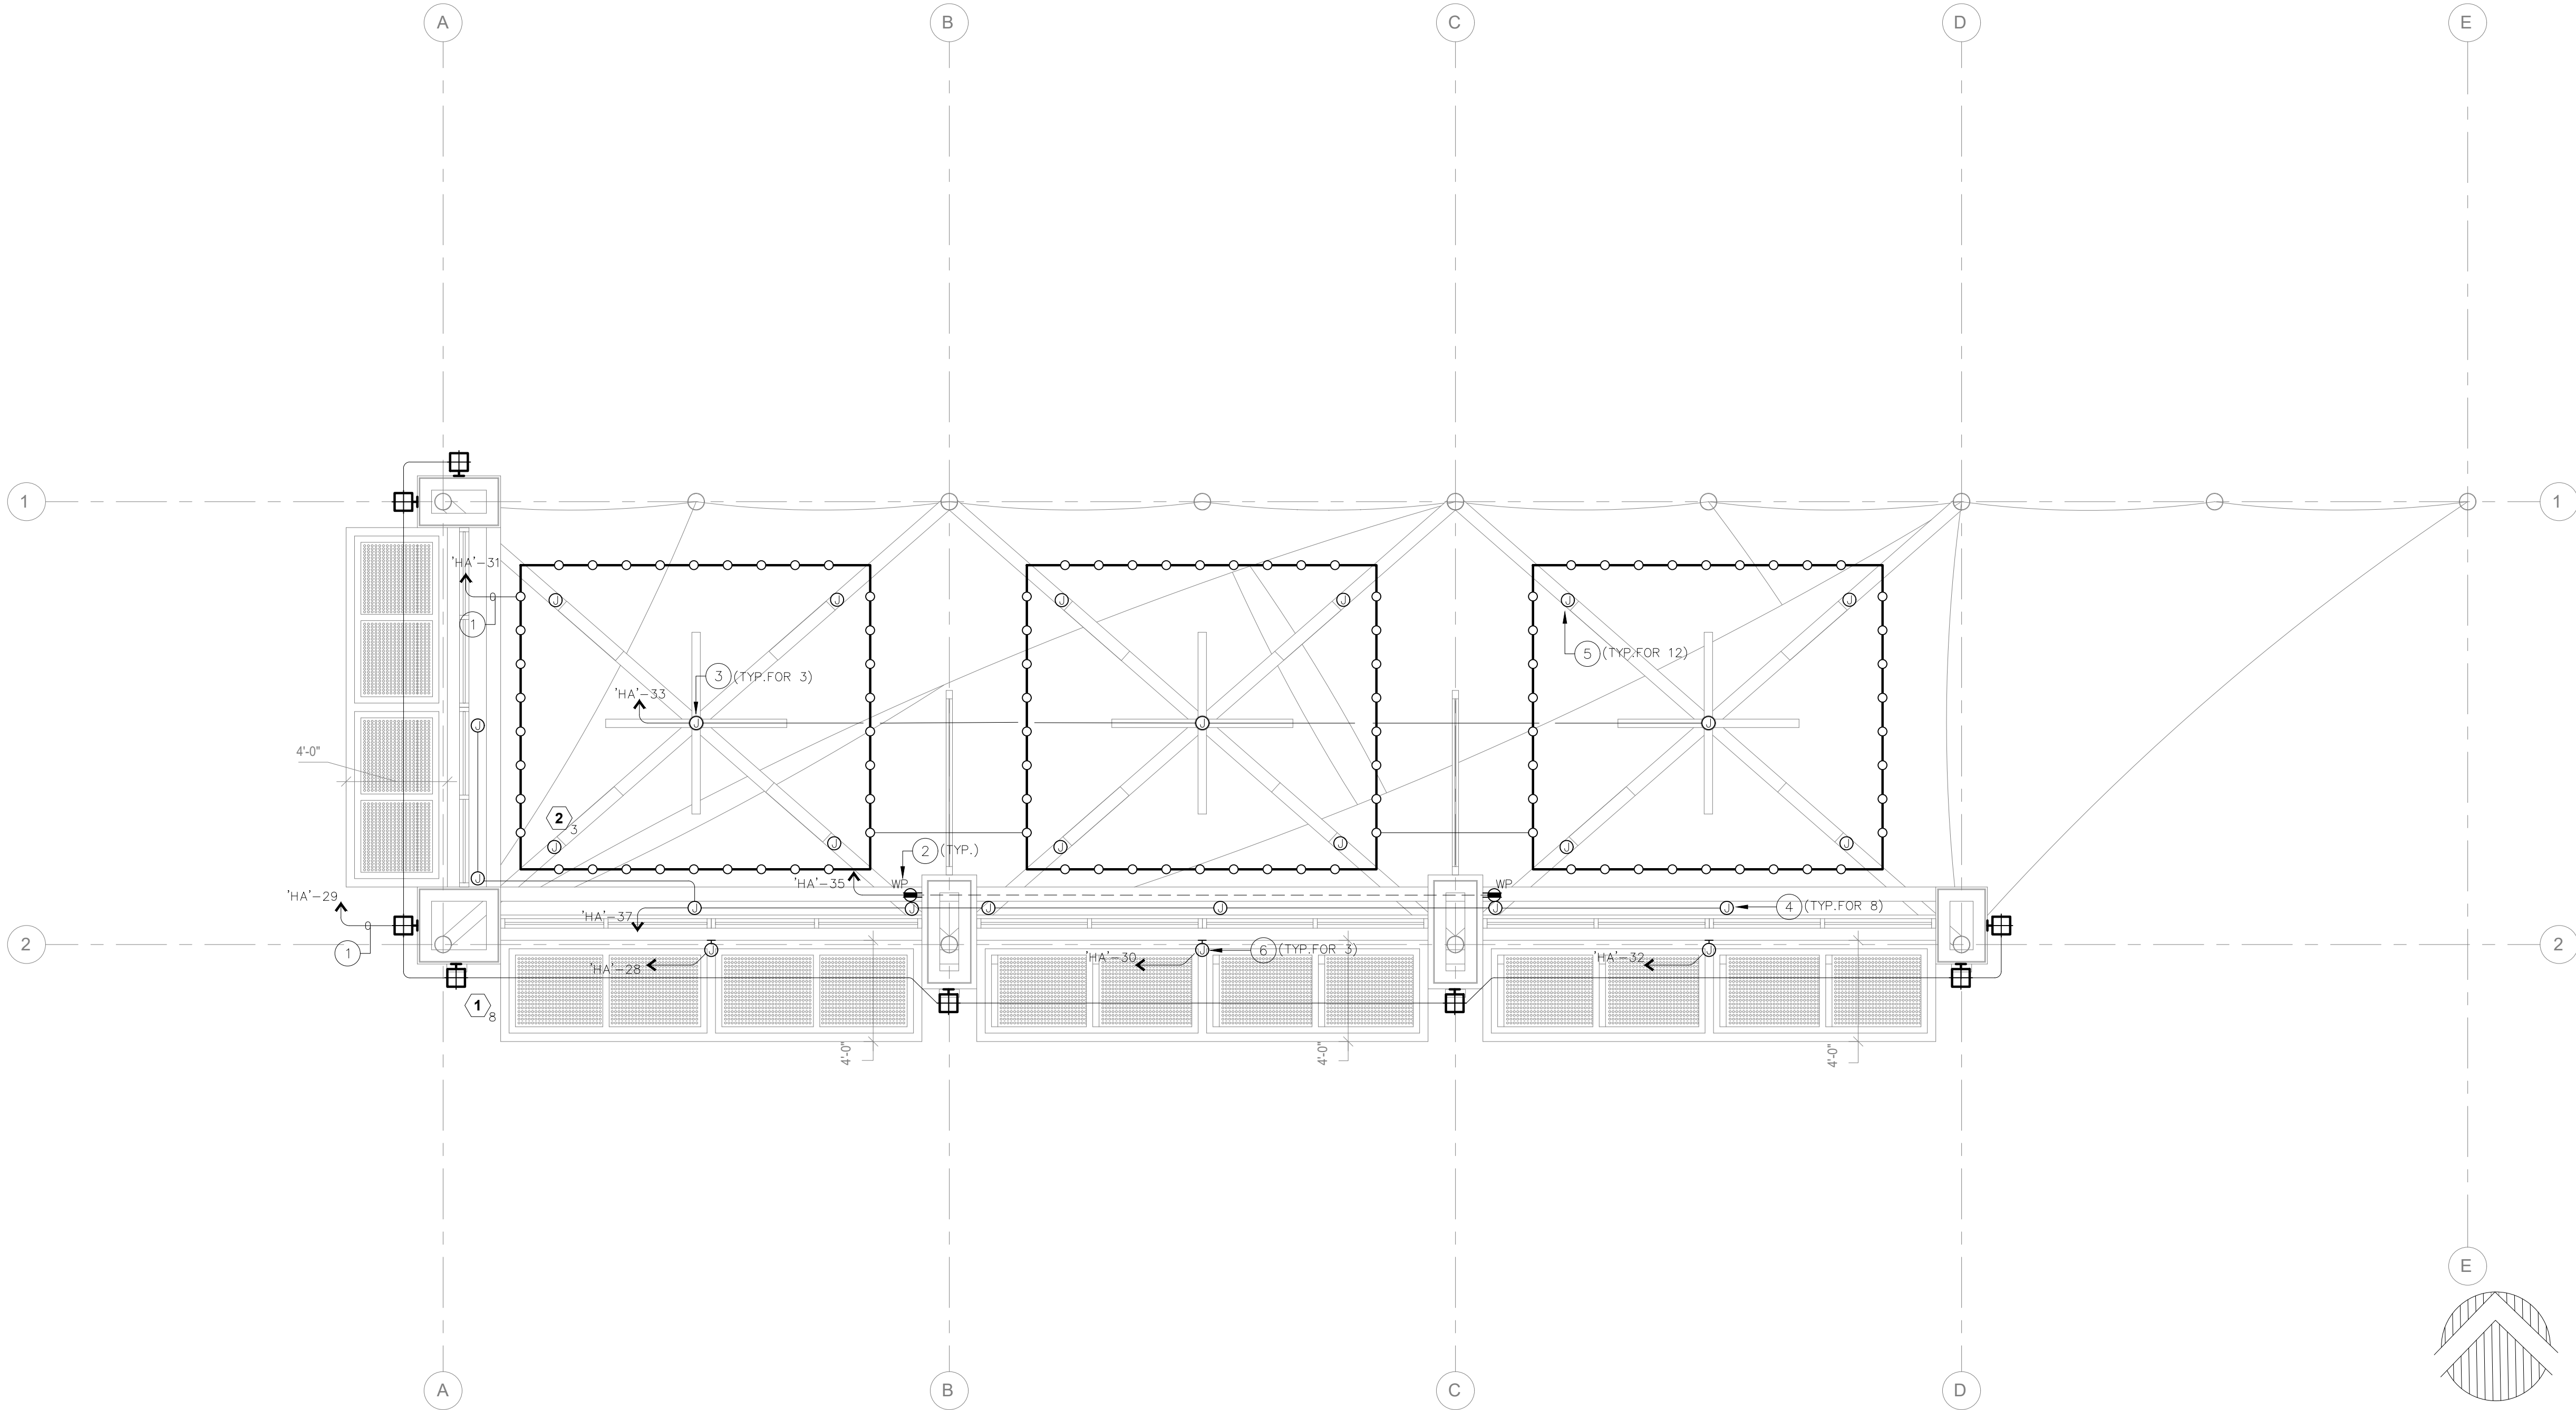 A B C D E
1 1
'HA'-31
1
J J J J J J
5 (TYP.FOR 12)
3 (TYP.FOR 3)
'HA'-33
J J J
J
4'-0"
2 3
J J J J J J
2 (TYP.)
'HA'-35 WP WP
J
'HA'-29
'HA'-37
J J J J J J
4 (TYP.FOR 8)
1
2 2
J J J
6 (TYP.FOR 3)
'HA'-28 'HA'-30 'HA'-32
1 8
4'-0" 4'-0" 4'-0"
E
A B C D